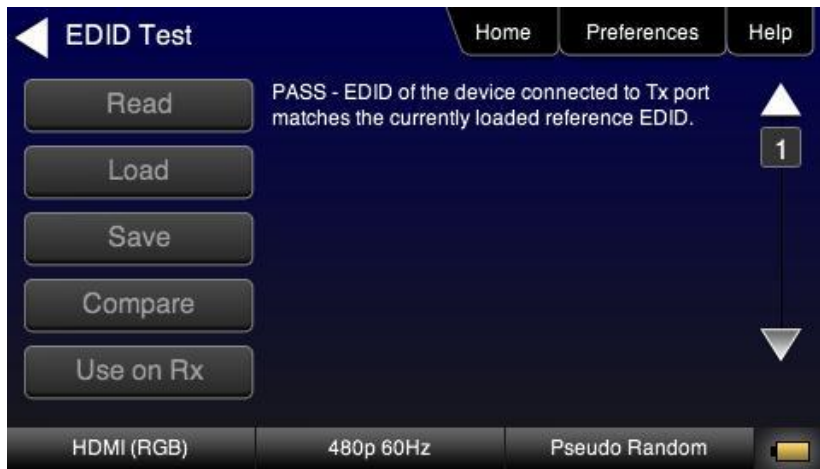 EDID Test
Home
Preferences
Help
Read
PASS - EDID of the device connected to Tx port
matches the currently loaded reference EDID.
1
Load
Save
Compare
Use on Rx
HDMI (RGB)
480p 60Hz
Pseudo Random